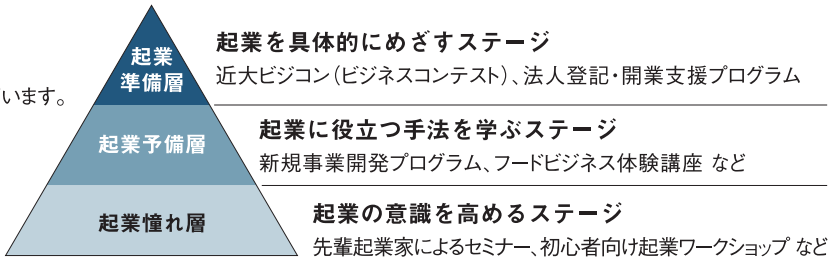 起業
準備層
起業を具体的にめざすステージ
近大ビジコン（ビジネスコンテスト）、法人登記・開業支援プログラム
います。
起業予備層
起業に役立つ手法を学ぶステージ
新規事業開発プログラム、フードビジネス体験講座 など
起業憧れ層
起業の意識を高めるステージ
先輩起業家によるセミナー、初心者向け起業ワークショップ など